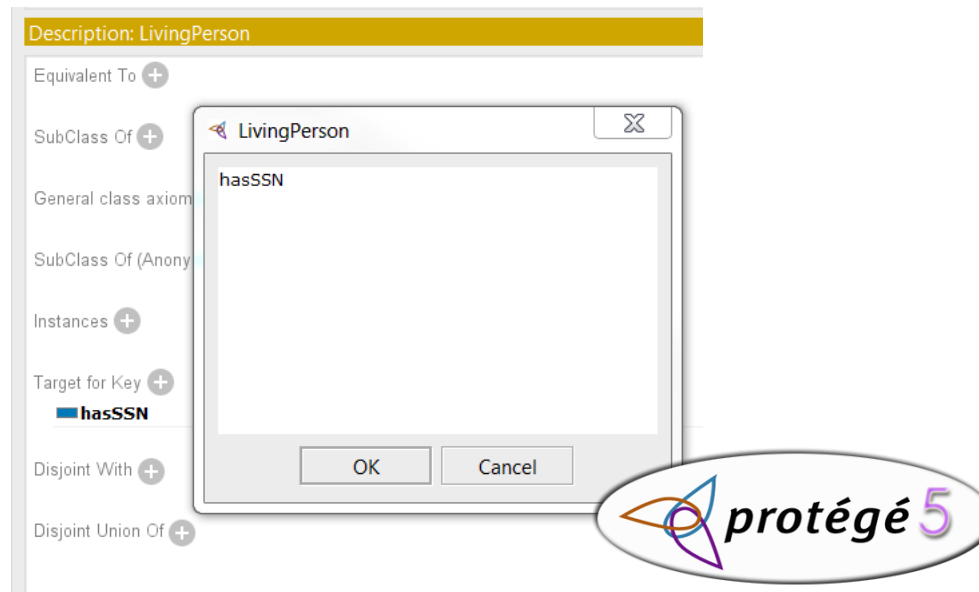 Description: LivingPerson
Equivalent To
SubClass Of
General class axiom
SubClass Of (Anony
Instances
Target for Key
hasSSN
Disjoint With
Disjoint Union Of
LivingPerson
hasSSN
OK Cancel
protégé 5